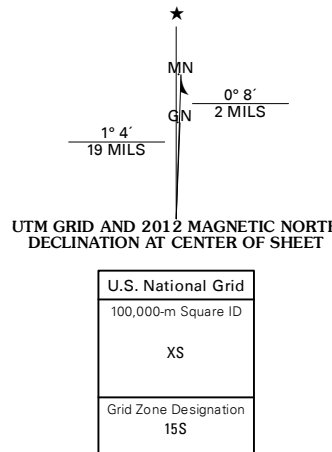 ★
MN
0° 8´
2 MILS
GN
1° 4´
19 MILS
UTM GRID AND 2012 MAGNETIC NORTH
DECLINATION AT CENTER OF SHEET
U.S. National Grid
100,000-m Square ID
XS
Grid Zone Designation
15S